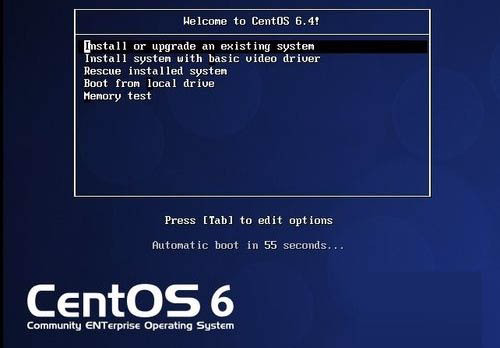 Welcome to CentOS 6.4!
Install or upgrade an existing system
Install system with basic video driver
Rescue installed system
Boot from local drive
Memory test
Press [Tab] to edit options
Automatic boot in 55 seconds...
CentOS 6
Community ENTerprise Operating System